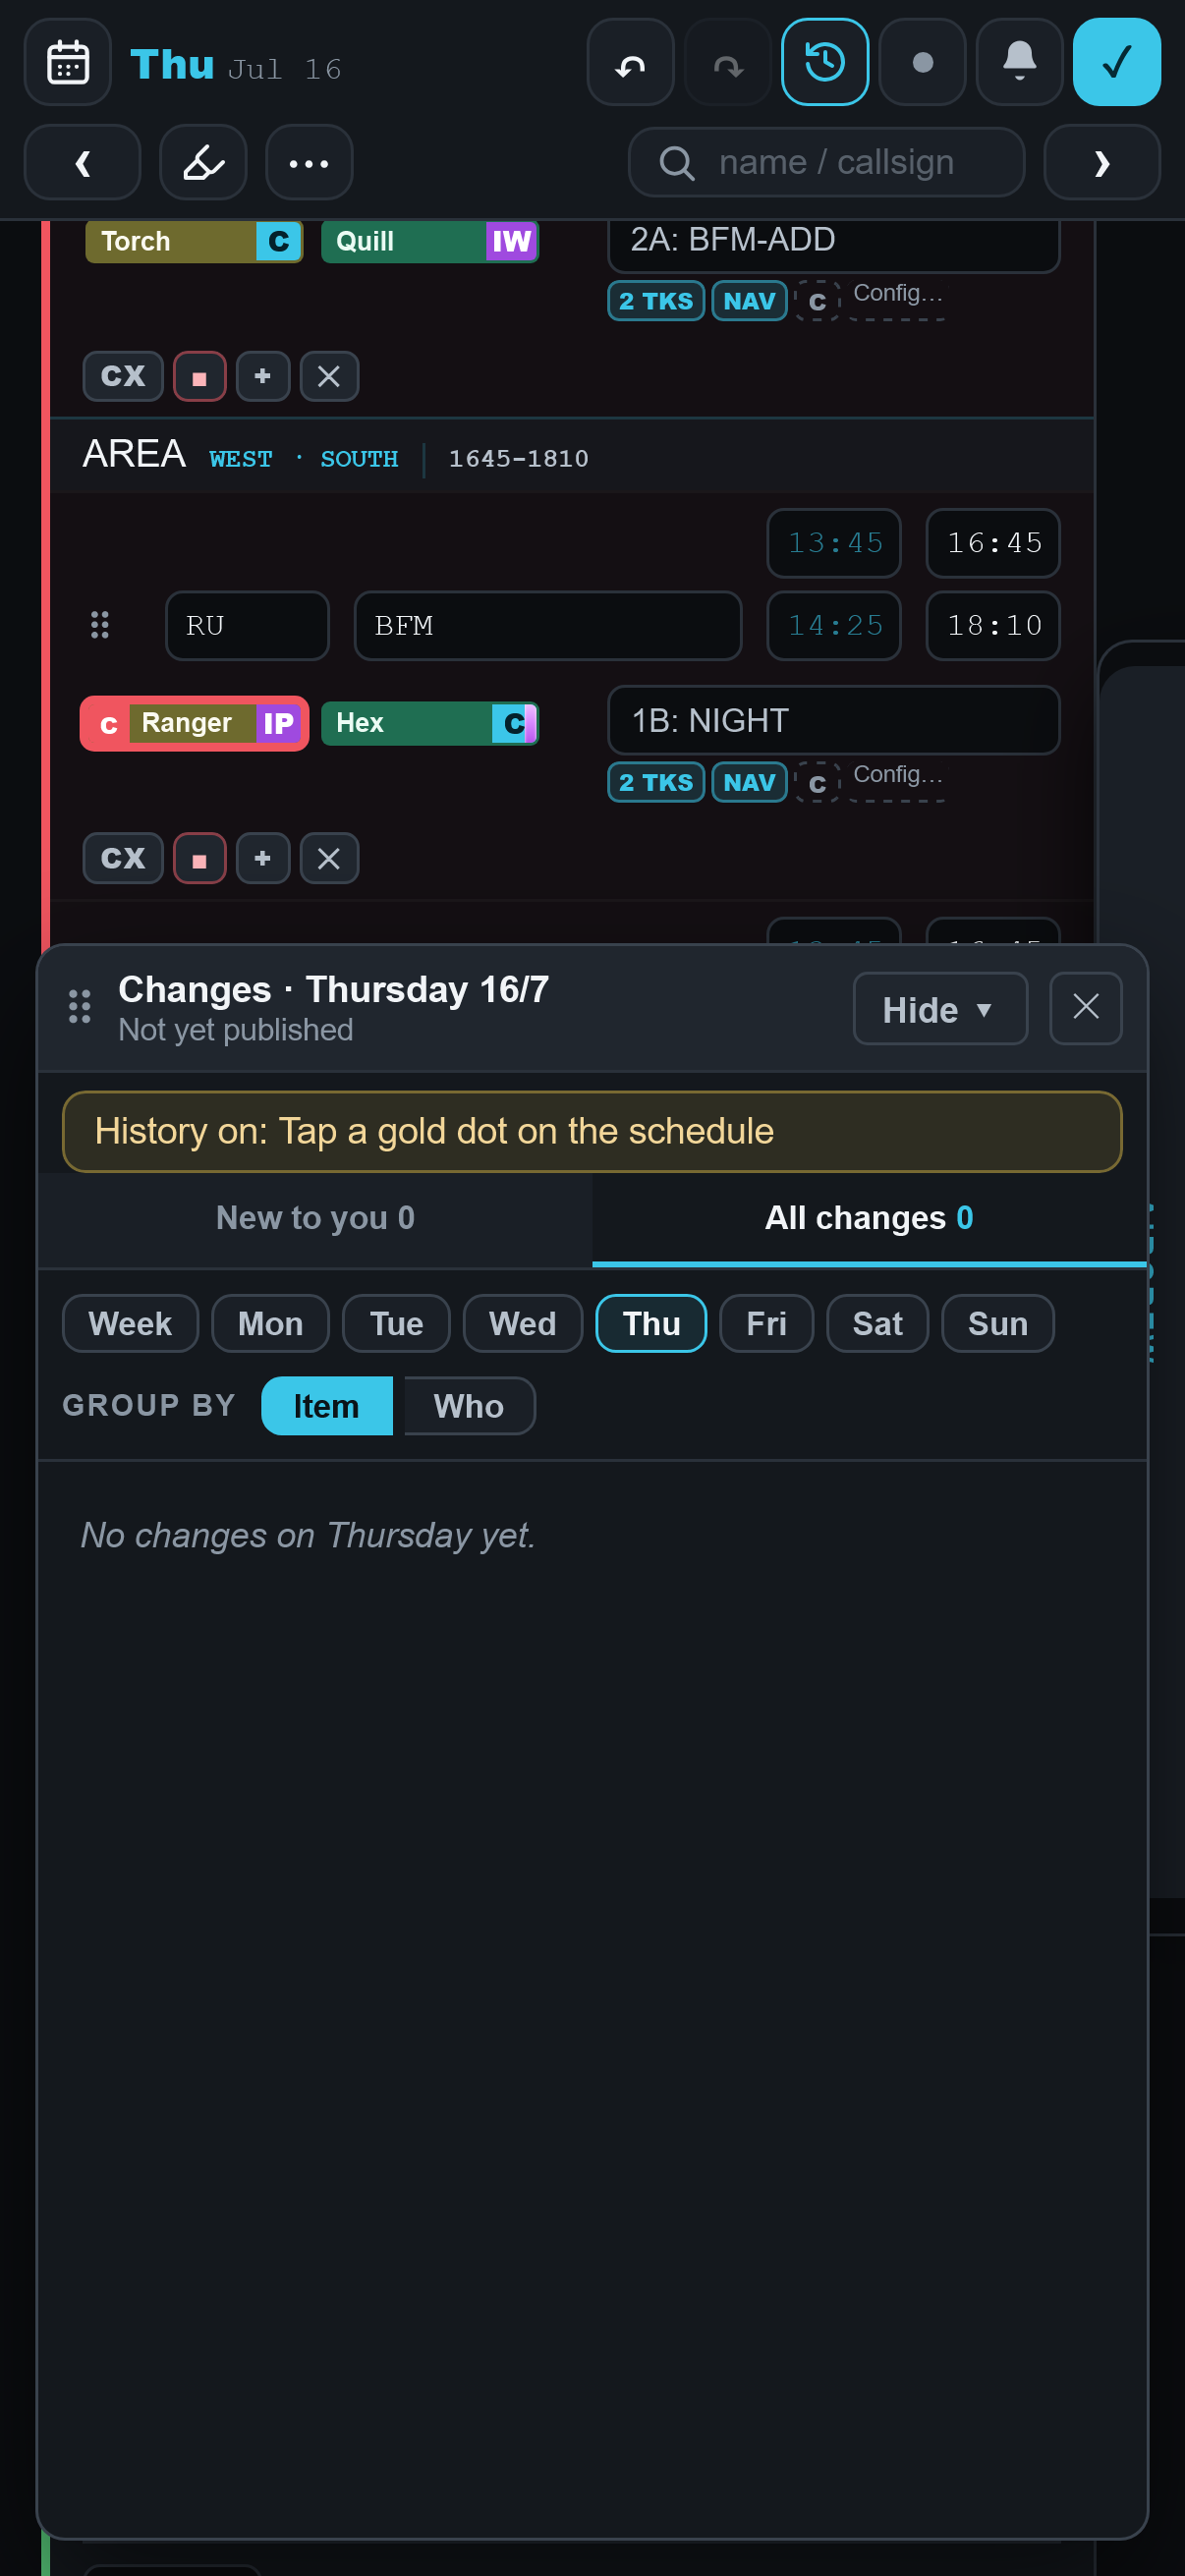 Thu Jul 16
name / callsign
Torch C Quill IW 2A: BFM-ADD
2 TKS NAV C Config...
CX +
AREA WEST · SOUTH 1645-1810
13:45 16:45
RU BFM 14:25 18:10
C Ranger IP Hex C 1B: NIGHT
2 TKS NAV C Config...
CX +
Changes · Thursday 16/7
Not yet published
Hide
History on: Tap a gold dot on the schedule
New to you 0 All changes 0
Week Mon Tue Wed Thu Fri Sat Sun
GROUP BY Item Who
No changes on Thursday yet.